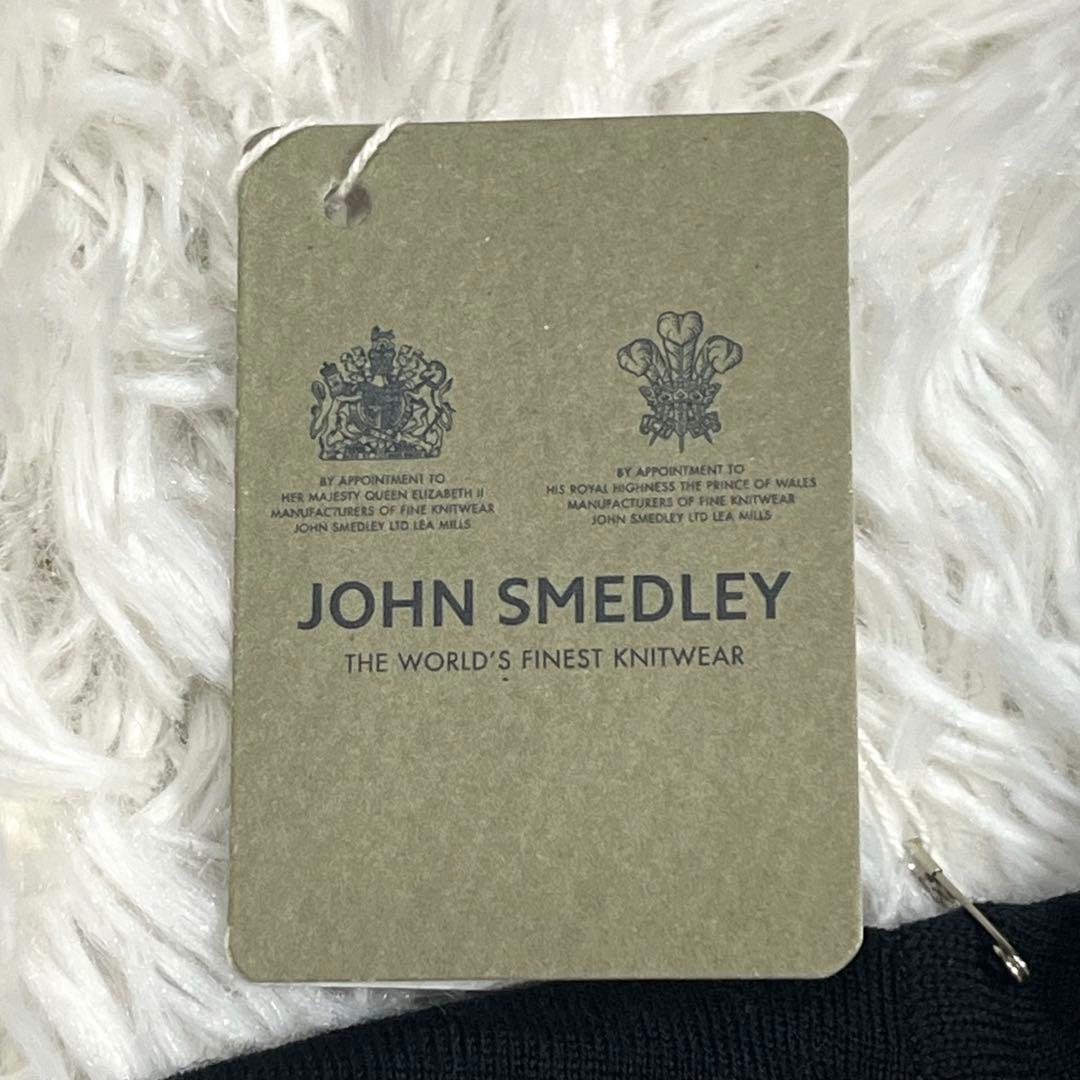 BY APPOINTMENT TO
HER MAJESTY QUEEN ELIZABETH II
MANUFACTURERS OF FINE KNITWEAR
JOHN SMEDLEY LTD LEA MILLS
BY APPOINTMENT TO
HIS ROYAL HIGHNESS THE PRINCE OF WALES
MANUFACTURERS OF FINE KNITWEAR
JOHN SMEDLEY LTD LEA MILLS
JOHN SMEDLEY
THE WORLD'S FINEST KNITWEAR